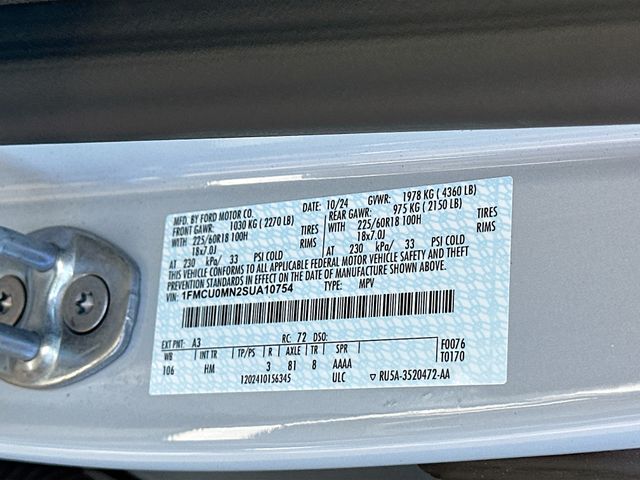 MFD. BY FORD MOTOR CO.
DATE: 10/24 GVWR: 1978 KG ( 4360 LB)
FRONT GAWR: 1030 KG ( 2270 LB) REAR GAWR: 975 KG ( 2150 LB)
WITH 225/60R18 100H TIRES WITH 225/60R18 100H TIRES
18x7.0J RIMS 18x7.0J RIMS
AT 230 kPa/ 33 PSI COLD AT 230 kPa/ 33 PSI COLD
THIS VEHICLE CONFORMS TO ALL APPLICABLE FEDERAL MOTOR VEHICLE SAFETY AND THEFT
PREVENTION STANDARDS IN EFFECT ON THE DATE OF MANUFACTURE SHOWN ABOVE.
VIN: 1FMCU0MN2SUA10754 TYPE: MPV
EXT PNT: A3 RC: 72 DSO: F0076
WB INT TR TP/PS R AXLE TR SPR T0170
106 HM 3 81 8 AAAA
1202410156345 ULC ▽ RU5A-3520472-AA